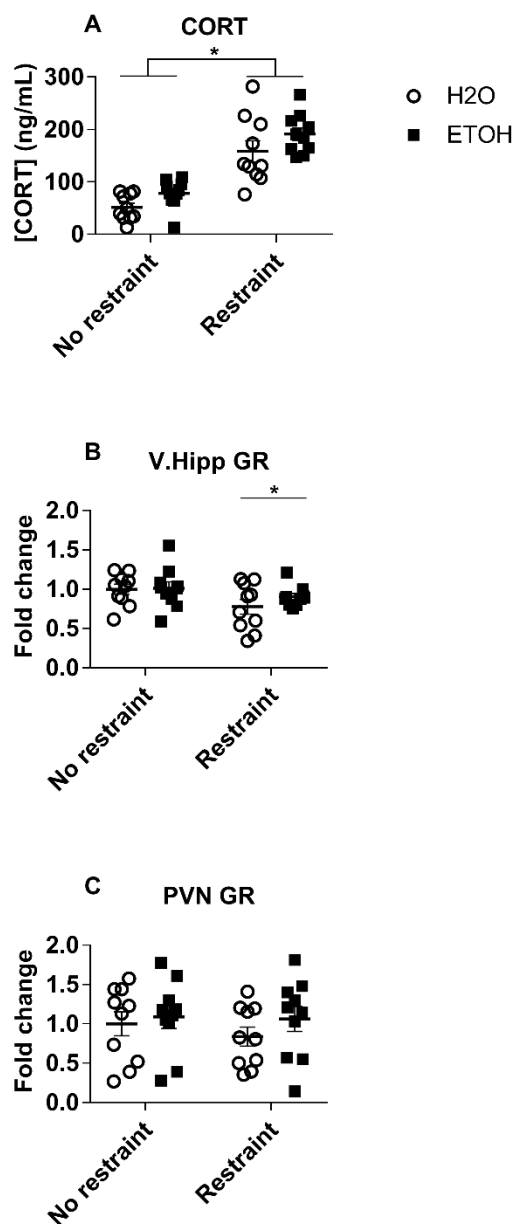 A
CORT
*
300
200
100
0
[CORT] (ng/mL)
No restraint
Restraint
H2O
ETOH
B
V.Hipp GR
*
2.0
1.5
1.0
0.5
0.0
Fold change
No restraint
Restraint
C
PVN GR
2.0
1.5
1.0
0.5
0.0
Fold change
No restraint
Restraint